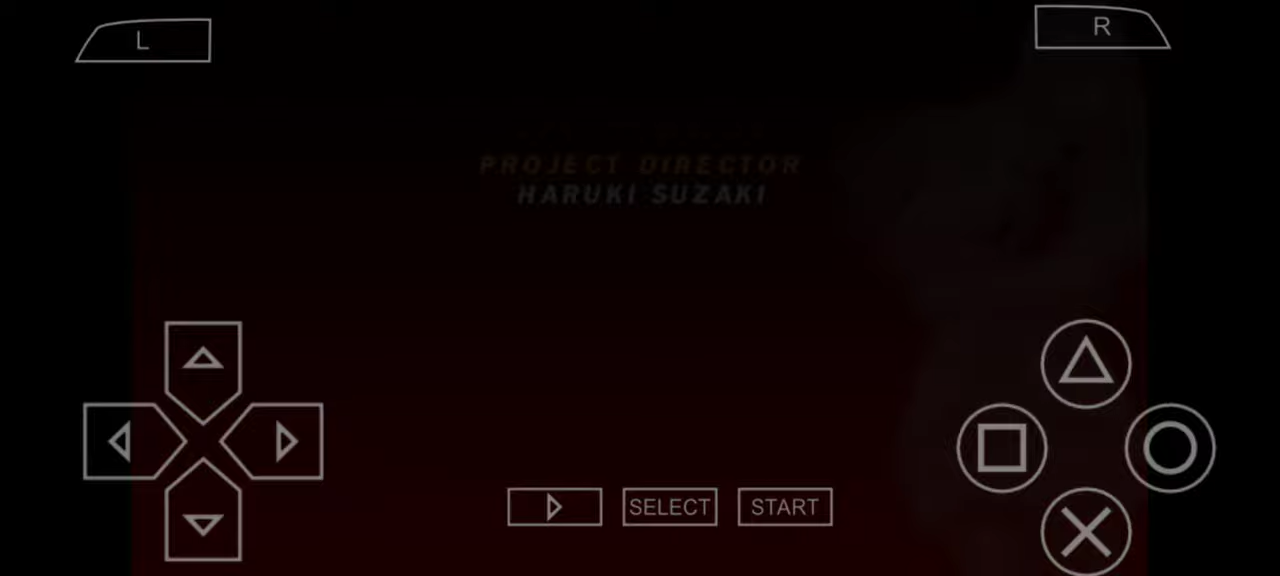 L
R
PROJECT DIRECTOR
HARUKI SUZAKI
SELECT
START